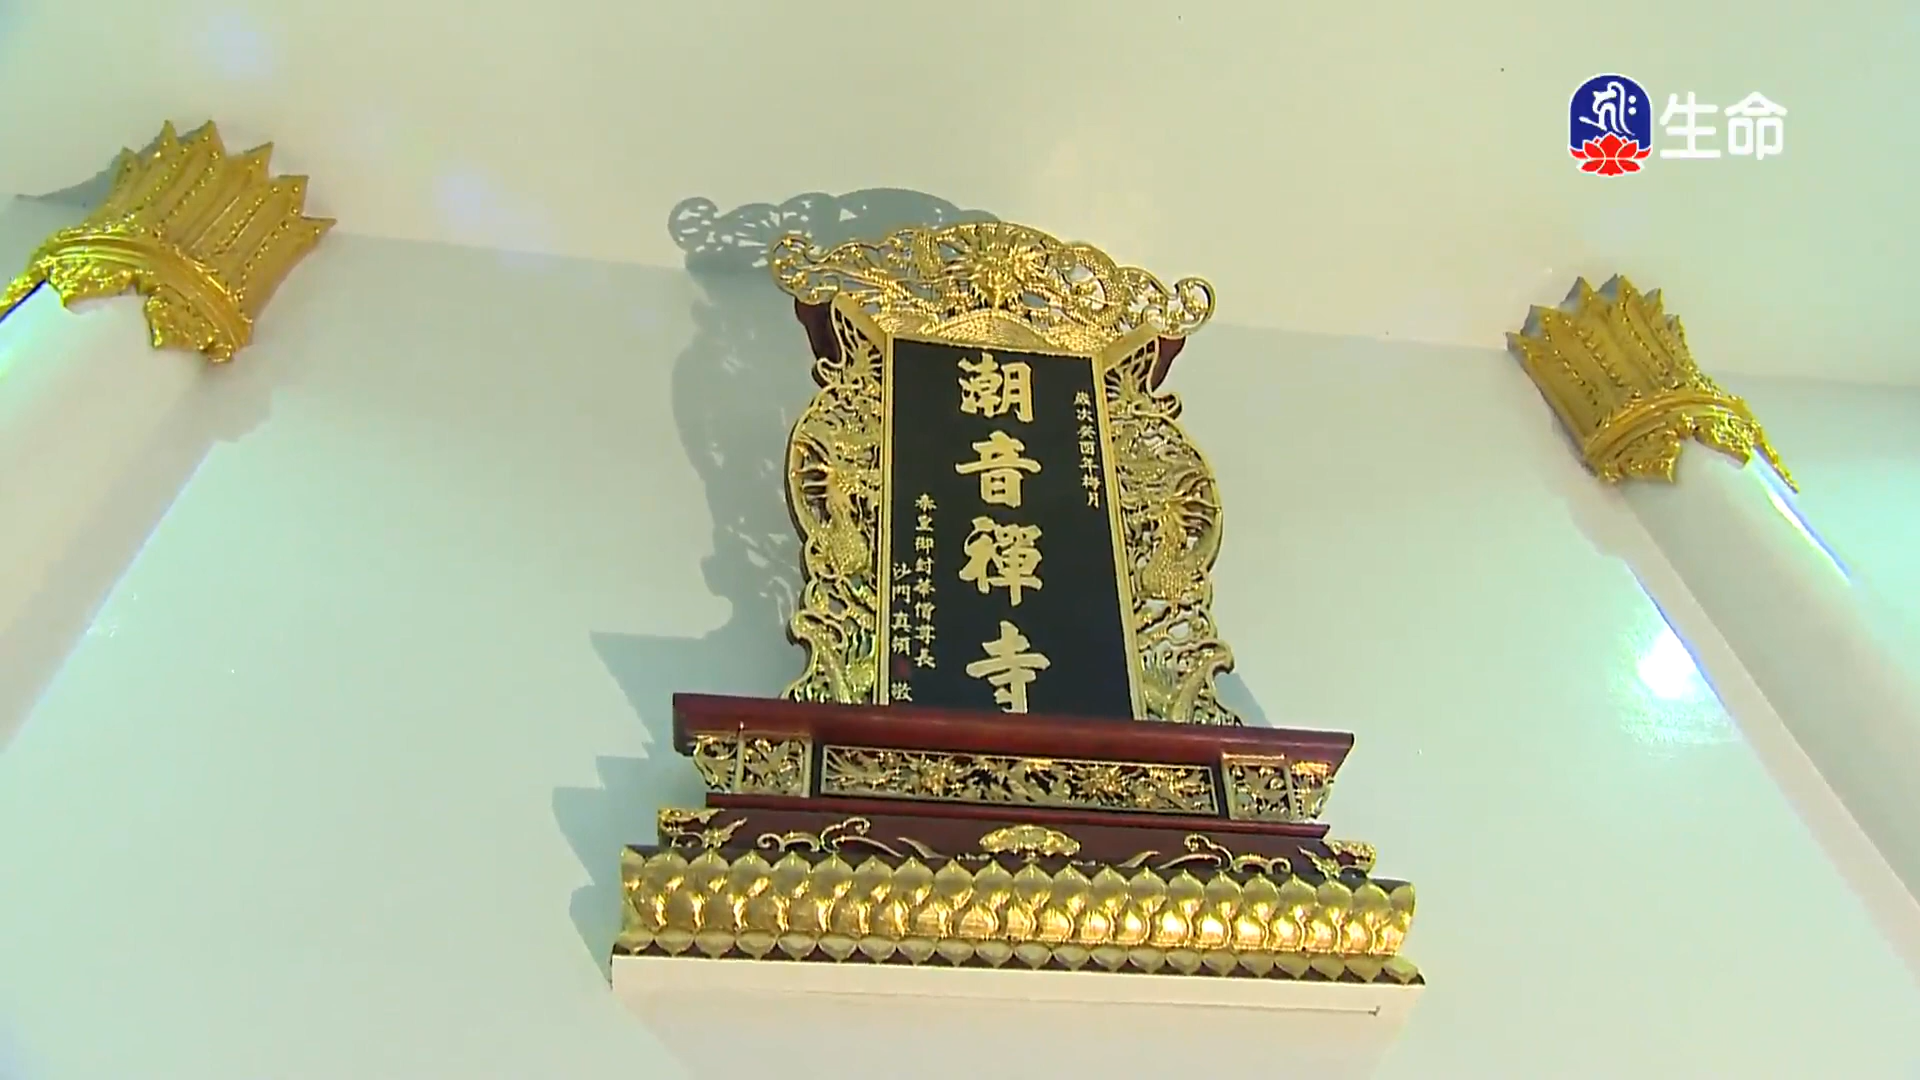 生命
歲次癸酉年梅月
潮音禪寺
泰皇御封華僧尊長
沙門真頓 敬